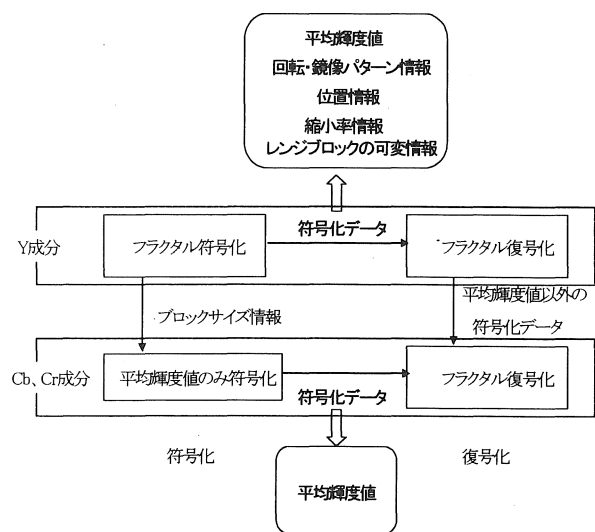 平均輝度値
回転・鏡像パターン情報
位置情報
縮小率情報
レンジブロックの可変情報
Y成分
フラクタル符号化
符号化データ
フラクタル復号化
ブロックサイズ情報
平均輝度値以外の
符号化データ
Cb、Cr成分
平均輝度値のみ符号化
符号化データ
フラクタル復号化
符号化
復号化
平均輝度値